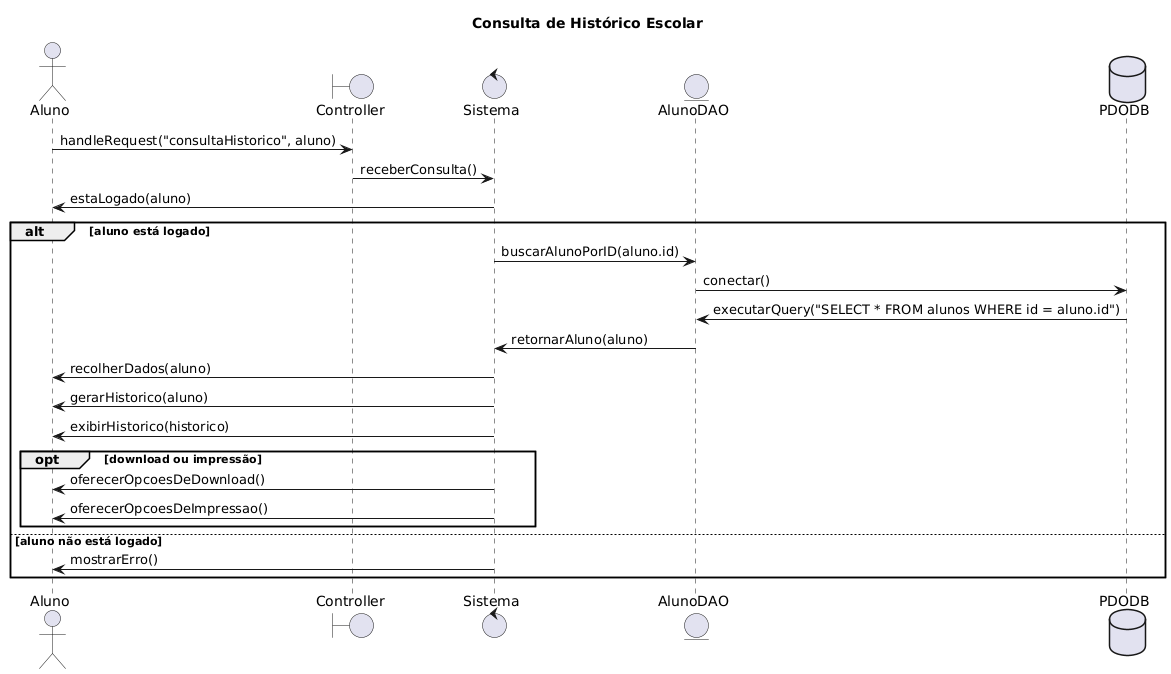 Consulta de Histórico Escolar
Aluno
Controller
Sistema
AlunoDAO
PDODB
handleRequest("consultaHistorico", aluno)
receberConsulta()
estaLogado(aluno)
alt
[aluno está logado]
buscarAlunoPorID(aluno.id)
conectar()
executarQuery("SELECT * FROM alunos WHERE id = aluno.id")
retornarAluno(aluno)
recolherDados(aluno)
gerarHistorico(aluno)
exibirHistorico(historico)
opt
[download ou impressão]
oferecerOpcoesDeDownload()
oferecerOpcoesDeImpressao()
[aluno não está logado]
mostrarErro()
Aluno
Controller
Sistema
AlunoDAO
PDODB